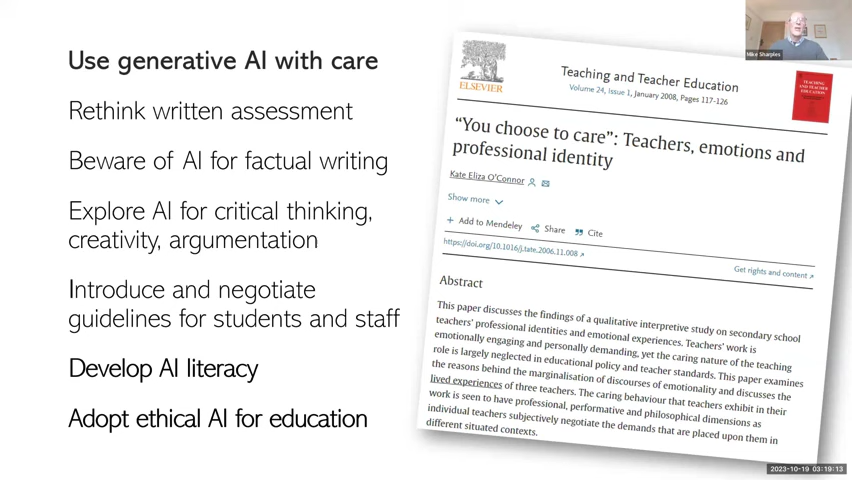 Use generative AI with care
Rethink written assessment
Beware of AI for factual writing
Explore AI for critical thinking,
creativity, argumentation
Introduce and negotiate
guidelines for students and staff
Develop AI literacy
Adopt ethical AI for education
ELSEVIER
Teaching and Teacher Education
Volume 24, Issue 1, January 2008, Pages 117-126
TEACHING AND TEACHER EDUCATION
“You choose to care”: Teachers, emotions and
professional identity
Kate Eliza O'Connor
Show more
+ Add to Mendeley Share Cite
https://doi.org/10.1016/j.tate.2006.11.008
Get rights and content
Abstract
This paper discusses the findings of a qualitative interpretive study on secondary school
teachers' professional identities and emotional experiences. Teachers' work is
emotionally engaging and personally demanding, yet the caring nature of the teaching
role is largely neglected in educational policy and teacher standards. This paper examines
the reasons behind the marginalisation of discourses of emotionality and discusses the
lived experiences of three teachers. The caring behaviour that teachers exhibit in their
work is seen to have professional, performative and philosophical dimensions as
individual teachers subjectively negotiate the demands that are placed upon them in
different situated contexts.
Mike Sharples
2023-10-19 03:19:13